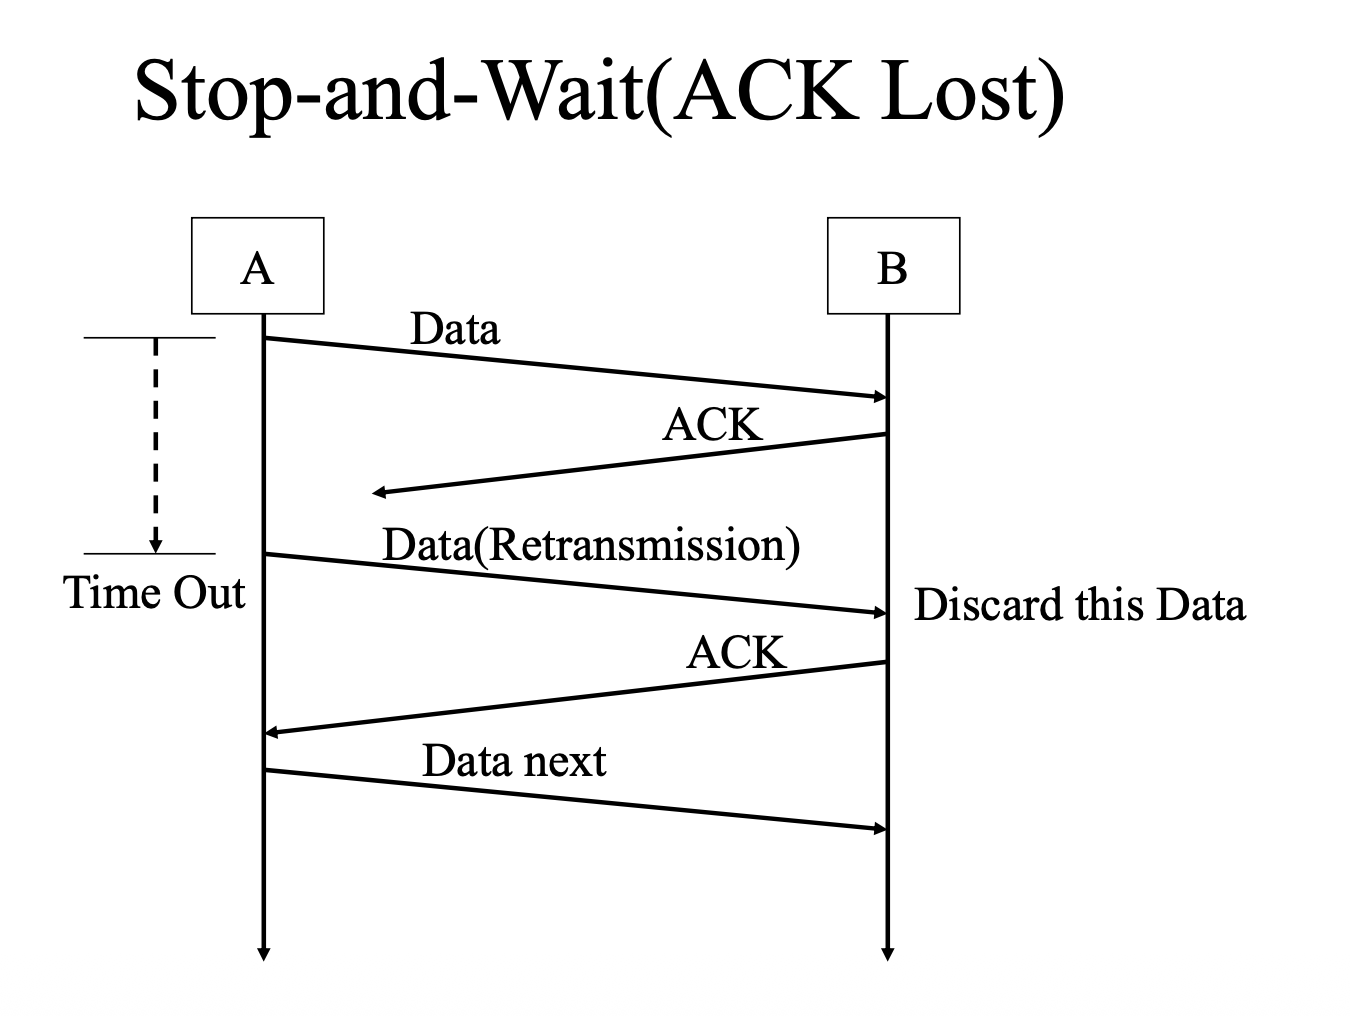 Stop-and-Wait(ACK Lost)
A
B
Data
ACK
Data(Retransmission)
Time Out
Discard this Data
ACK
Data next